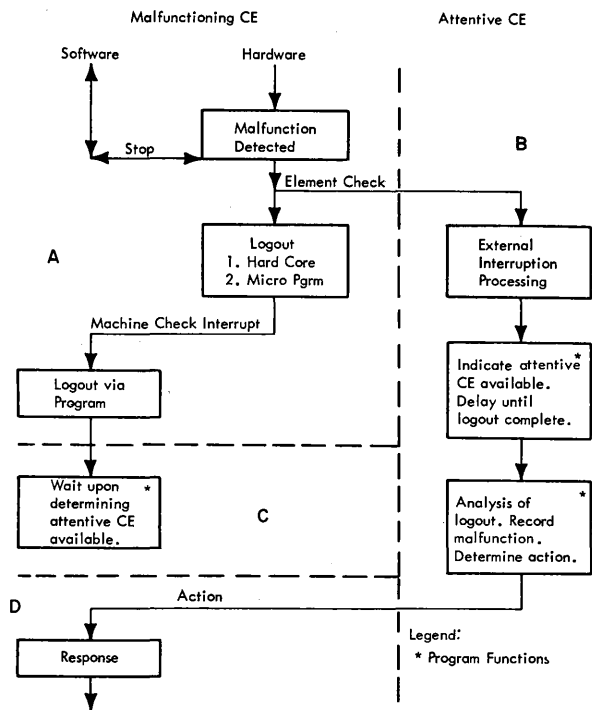 Malfunctioning CE
Attentive CE
Software
Hardware
Malfunction
Detected
Stop
B
Element Check
A
Logout
1. Hard Core
2. Micro Pgrm
External
Interruption
Processing
Machine Check Interrupt
Logout via
Program
Indicate attentive *
CE available.
Delay until
logout complete.
Wait upon *
determining
attentive CE
available.
C
Analysis of *
logout. Record
malfunction.
Determine action.
D
Action
Response
Legend:
* Program Functions